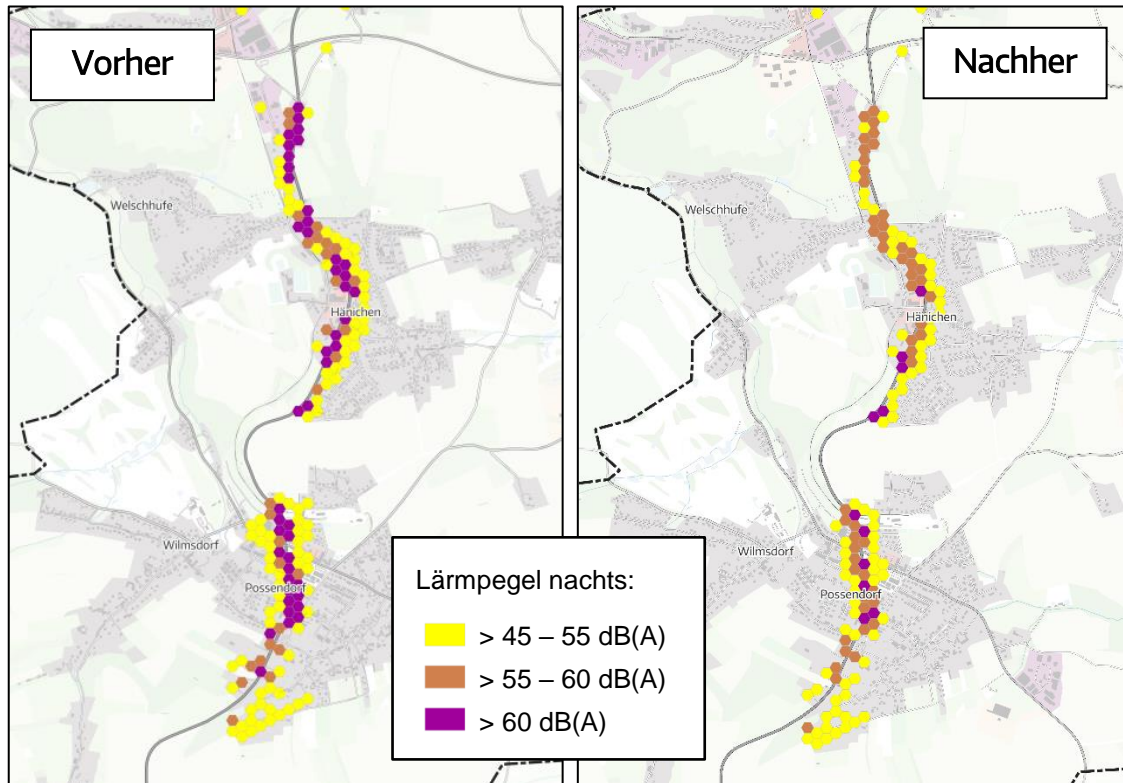 Vorher
Nachher
Welschhufe
Hänichen
Wilmsdorf
Possendorf
Welschhufe
Hänichen
Wilmsdorf
Possendorf
Lärmpegel nachts:
> 45 – 55 dB(A)
> 55 – 60 dB(A)
> 60 dB(A)